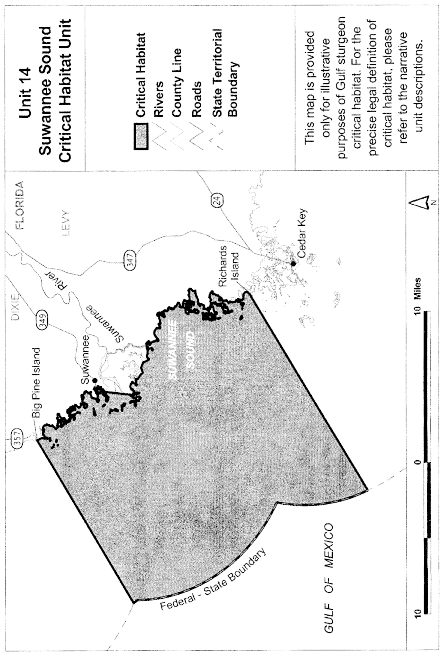 Unit 14
Suwannee Sound
Critical Habitat Unit
Critical Habitat
Rivers
County Line
Roads
State Territorial
Boundary
This map is provided
only for illustrative
purposes of Gulf sturgeon
critical habitat. For the
precise legal definition of
critical habitat, please
refer to the narrative
unit descriptions.
FLORIDA
DIXIE
LEVY
357
349
347
24
Big Pine Island
Suwannee
Suwannee
River
SUWANNEE
SOUND
Richards
Island
Cedar Key
Federal - State Boundary
GULF OF MEXICO
10
0
10
Miles
N